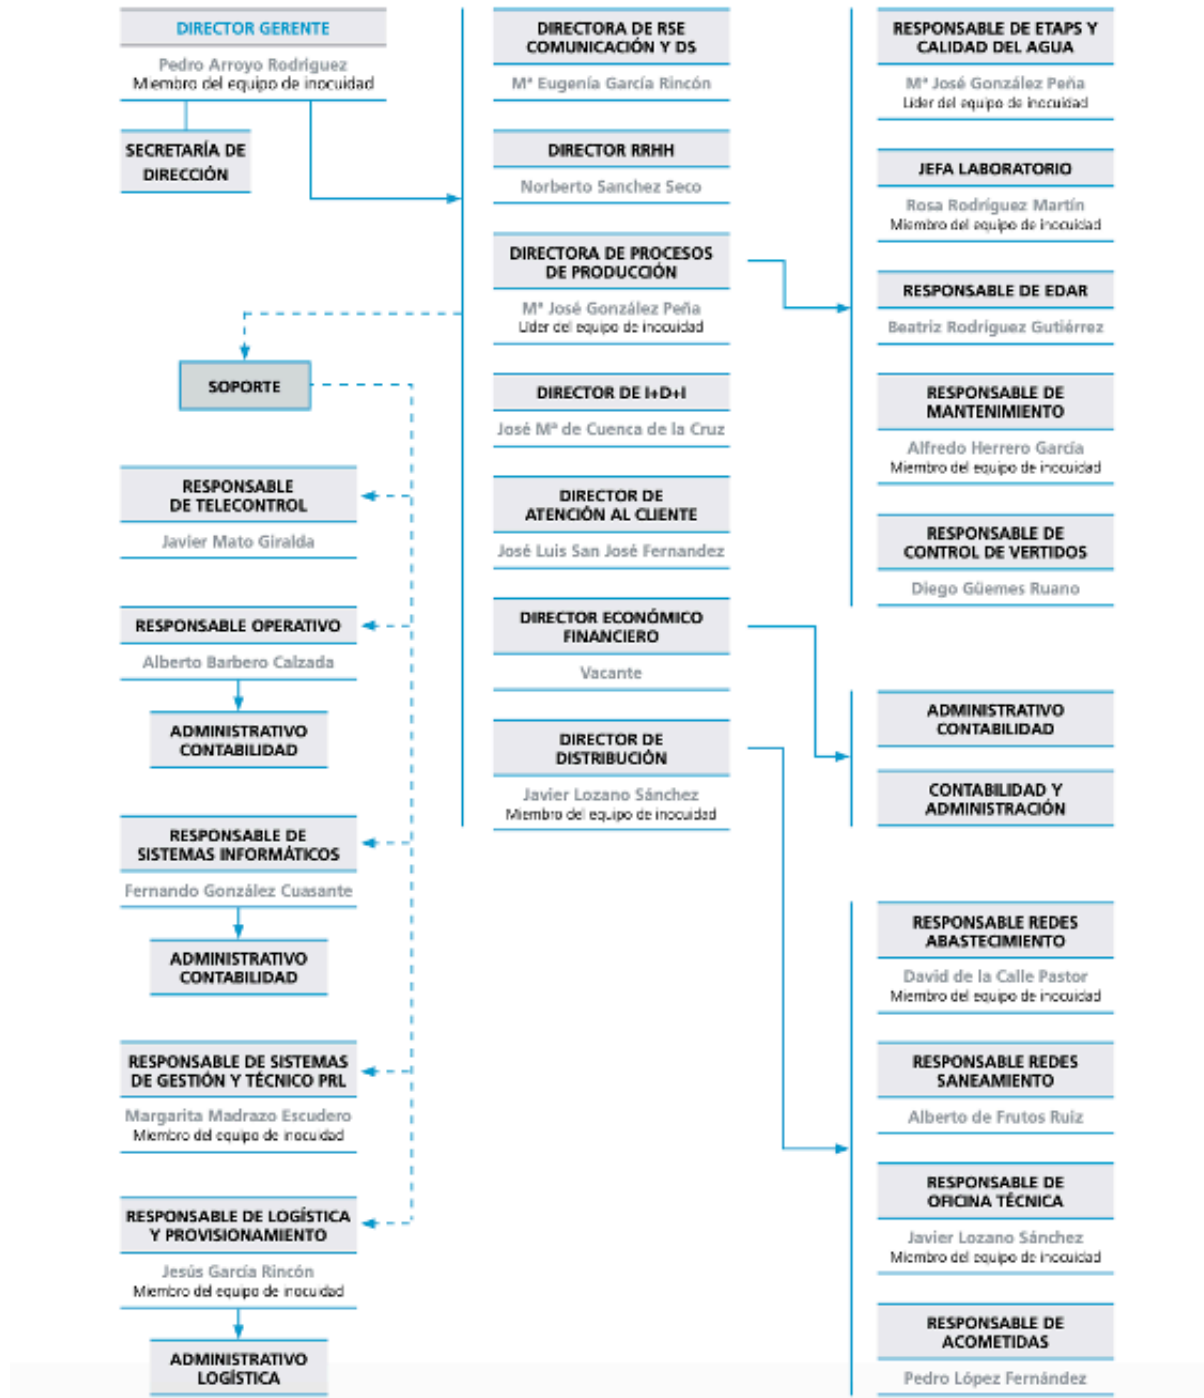 DIRECTOR GERENTE
Pedro Arroyo Rodriguez
Miembro del equipo de inocuidad
SECRETARÍA DE
DIRECCIÓN
SOPORTE
RESPONSABLE
DE TELECONTROL
Javier Mato Giralda
RESPONSABLE OPERATIVO
Alberto Barbero Calzada
ADMINISTRATIVO
CONTABILIDAD
RESPONSABLE DE
SISTEMAS INFORMÁTICOS
Fernando González Cuasante
ADMINISTRATIVO
CONTABILIDAD
RESPONSABLE DE SISTEMAS
DE GESTIÓN Y TÉCNICO PRL
Margarita Madrazo Escudero
Miembro del equipo de inocuidad
RESPONSABLE DE LOGÍSTICA
Y PROVISIONAMIENTO
Jesús García Rincón
Miembro del equipo de inocuidad
ADMINISTRATIVO
LOGÍSTICA
DIRECTORA DE RSE
COMUNICACIÓN Y DS
Mª Eugenía García Rincón
DIRECTOR RRHH
Norberto Sanchez Seco
DIRECTORA DE PROCESOS
DE PRODUCCIÓN
Mª José González Peña
Líder del equipo de inocuidad
DIRECTOR DE I+D+I
José Mª de Cuenca de la Cruz
DIRECTOR DE
ATENCIÓN AL CLIENTE
José Luis San José Fernandez
DIRECTOR ECONÓMICO
FINANCIERO
Vacante
DIRECTOR DE
DISTRIBUCIÓN
Javier Lozano Sánchez
Miembro del equipo de inocuidad
RESPONSABLE DE ETAPS Y
CALIDAD DEL AGUA
Mª José González Peña
Líder del equipo de inocuidad
JEFA LABORATORIO
Rosa Rodríguez Martín
Miembro del equipo de inocuidad
RESPONSABLE DE EDAR
Beatriz Rodríguez Gutiérrez
RESPONSABLE DE
MANTENIMIENTO
Alfredo Herrero García
Miembro del equipo de inocuidad
RESPONSABLE DE
CONTROL DE VERTIDOS
Diego Güemes Ruano
ADMINISTRATIVO
CONTABILIDAD
CONTABILIDAD Y
ADMINISTRACIÓN
RESPONSABLE REDES
ABASTECIMIENTO
David de la Calle Pastor
Miembro del equipo de inocuidad
RESPONSABLE REDES
SANEAMIENTO
Alberto de Frutos Ruiz
RESPONSABLE DE
OFICINA TÉCNICA
Javier Lozano Sánchez
Miembro del equipo de inocuidad
RESPONSABLE DE
ACOMETIDAS
Pedro López Fernández